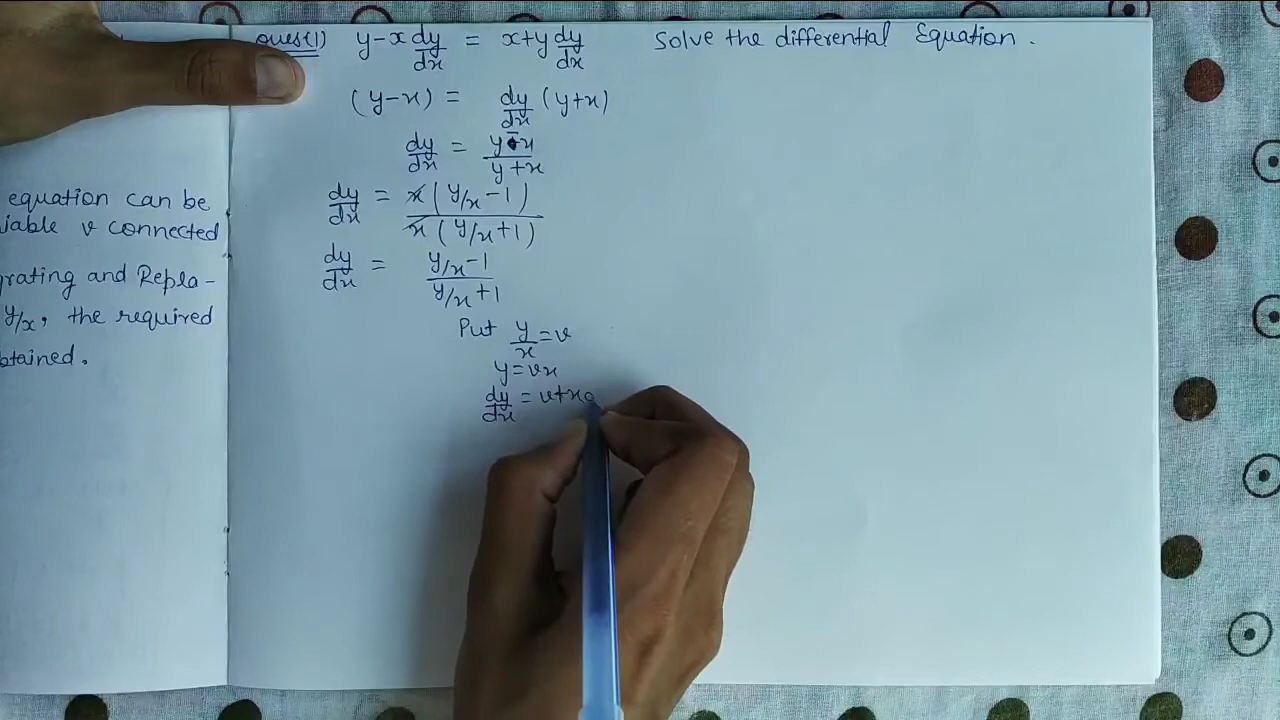 Ques(1) y-x dy/dx = x+y dy/dx Solve the differential Equation.
(y-x) = dy/dx (y+x)
dy/dx = y-x / y+x
dy/dx = x(y/x-1) / x(y/x+1)
dy/dx = y/x-1 / y/x+1
Put y/x=v
y=vx
dy/dx = v+x
equation can be
iable v connected
grating and Repla-
y/x, the required
btained.